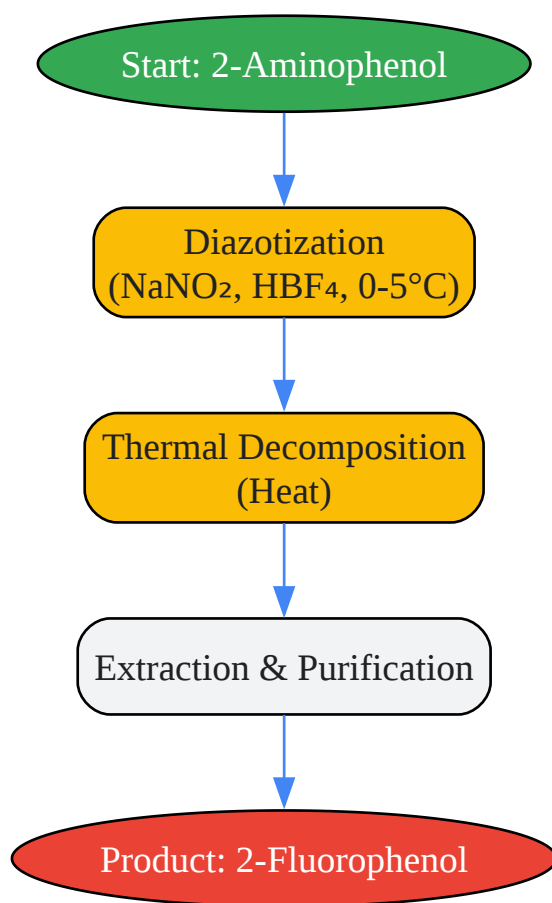 Start: 2-Aminophenol
Diazotization
(NaNO₂, HBF₄, 0-5°C)
Thermal Decomposition
(Heat)
Extraction & Purification
Product: 2-Fluorophenol